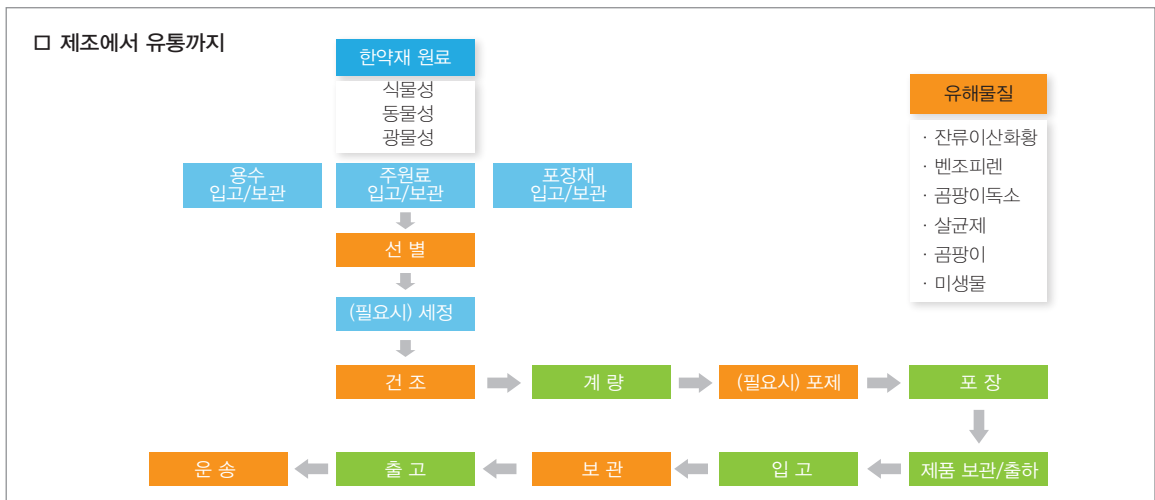 □ 제조에서 유통까지
한약재 원료
식물성
동물성
광물성
유해물질
· 잔류이산화황
· 벤조피렌
· 곰팡이독소
· 살균제
· 곰팡이
· 미생물
용수
입고/보관
주원료
입고/보관
포장재
입고/보관
선 별
(필요시) 세정
건 조
계 량
(필요시) 포제
포 장
제품 보관/출하
입 고
보 관
출 고
운 송